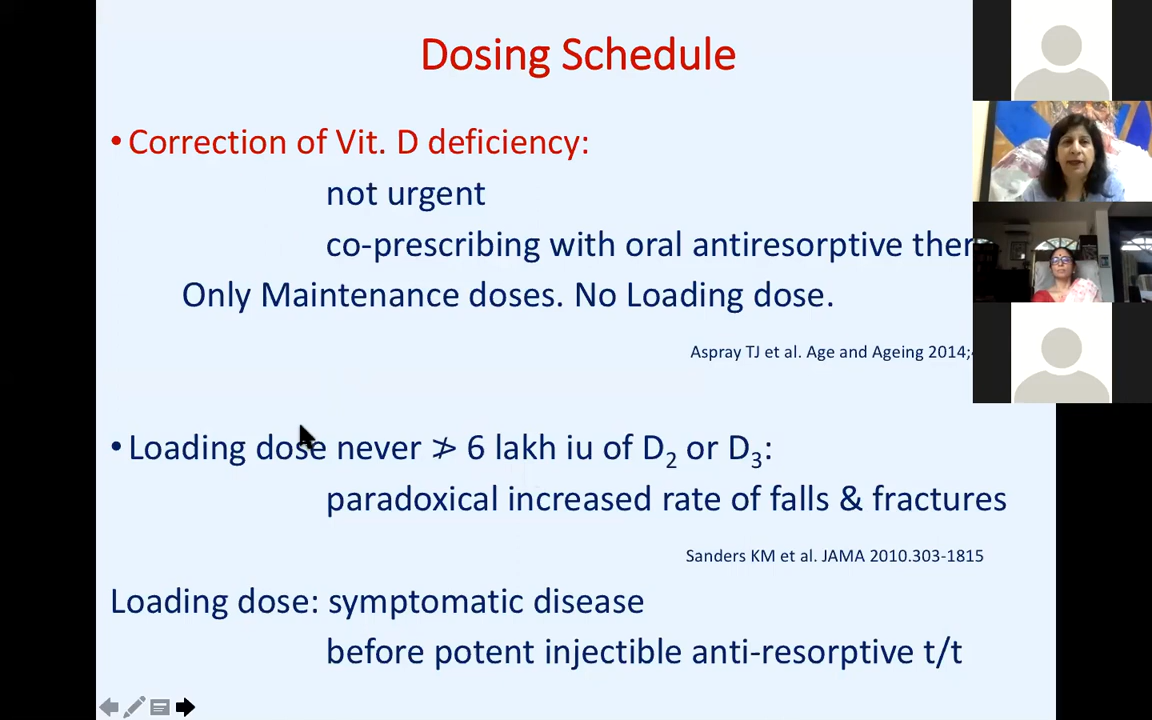 Dosing Schedule
• Correction of Vit. D deficiency:
not urgent
co-prescribing with oral antiresorptive
Only Maintenance doses. No Loading dose.
Aspray TJ et al. Age and Ageing 2014;
• Loading dose never ≯ 6 lakh iu of D₂ or D₃:
paradoxical increased rate of falls & fractures
Sanders KM et al. JAMA 2010.303-1815
Loading dose: symptomatic disease
before potent injectible anti-resorptive t/t